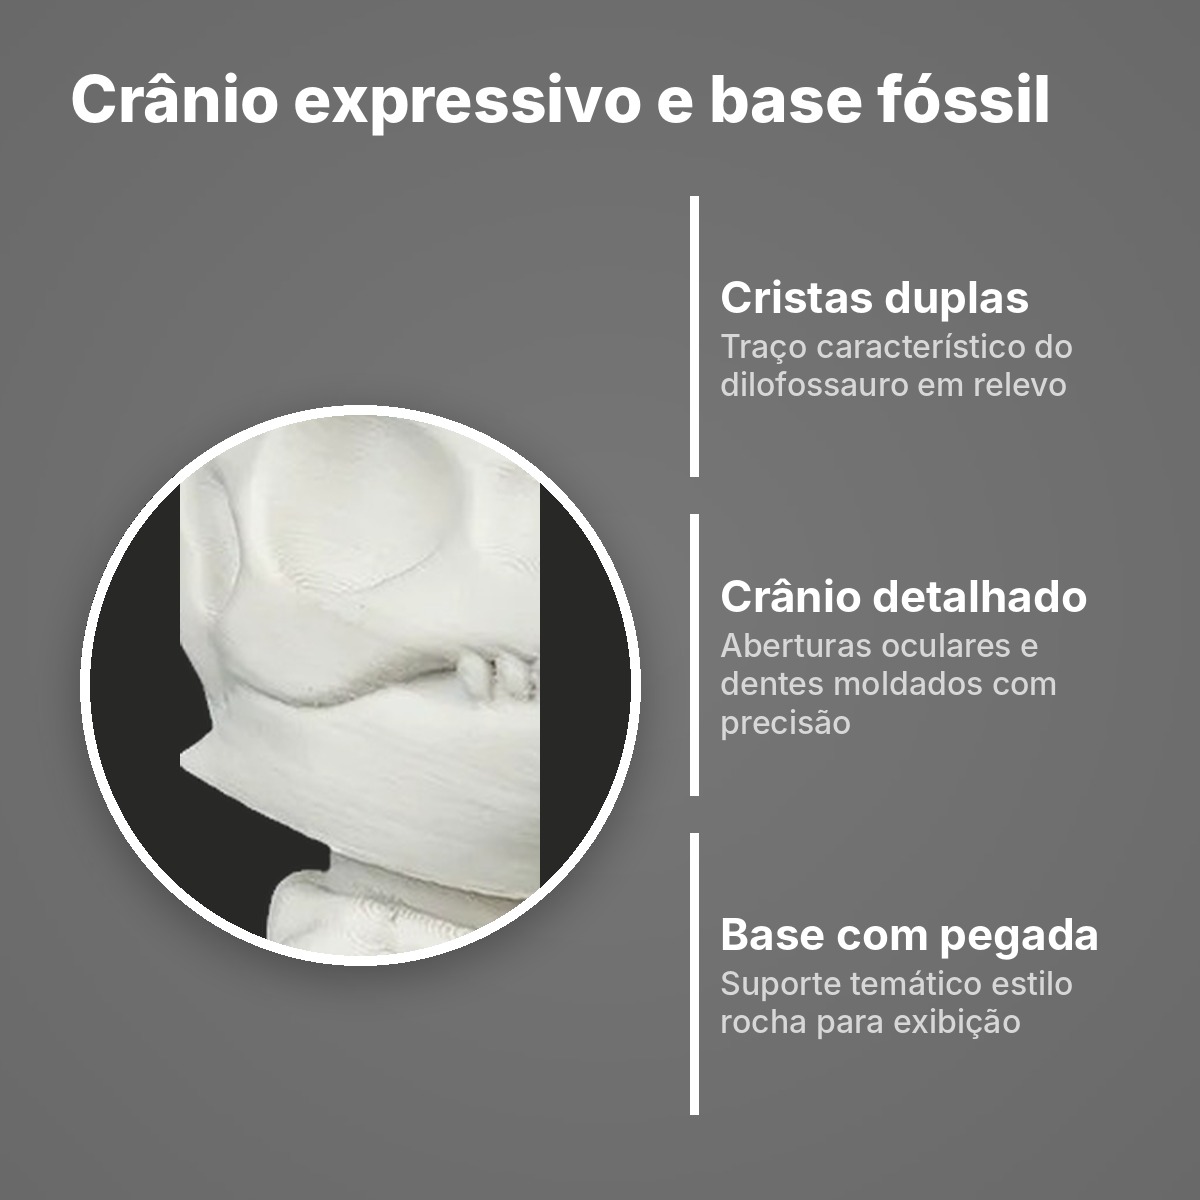 Crânio expressivo e base fóssil
Cristas duplas
Traço característico do
dilofossauro em relevo
Crânio detalhado
Aberturas oculares e
dentes moldados com
precisão
Base com pegada
Suporte temático estilo
rocha para exibição